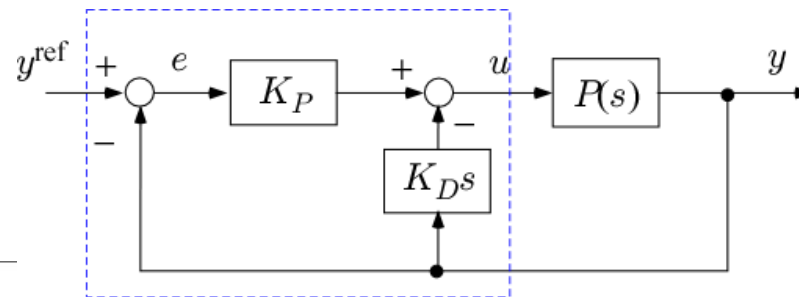 y^ref + e K_P + u P(s) y
− −
K_D s